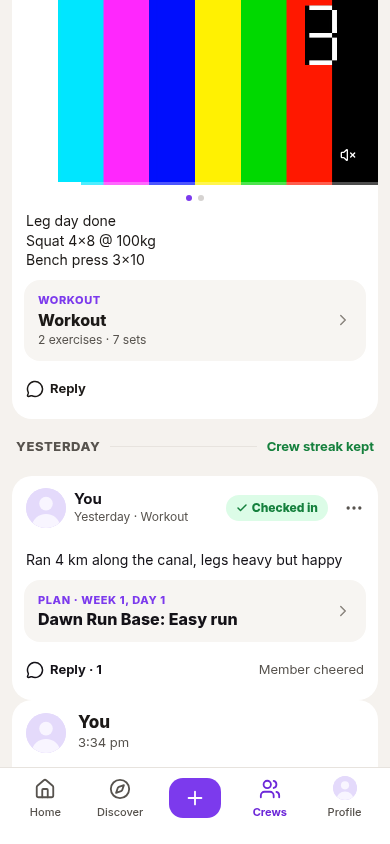 3
Leg day done
Squat 4×8 @ 100kg
Bench press 3×10
WORKOUT
Workout
2 exercises · 7 sets
Reply
YESTERDAY
Crew streak kept
You
Yesterday · Workout
Checked in
Ran 4 km along the canal, legs heavy but happy
PLAN · WEEK 1, DAY 1
Dawn Run Base: Easy run
Reply · 1
Member cheered
You
3:34 pm
Home
Discover
Crews
Profile